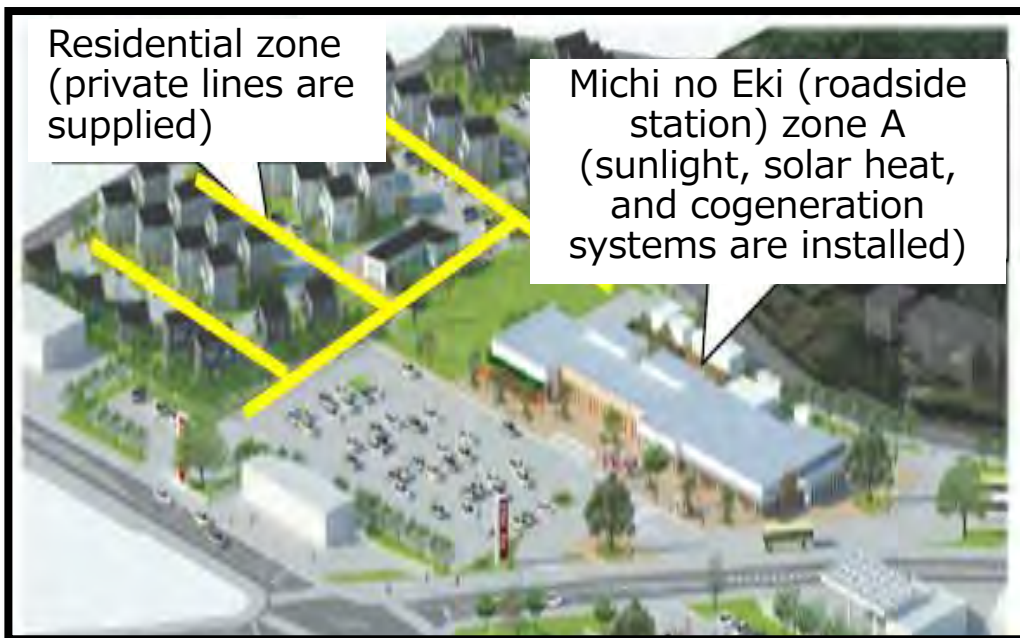 Residential zone
(private lines are
supplied)
Michi no Eki (roadside
station) zone A
(sunlight, solar heat,
and cogeneration
systems are installed)